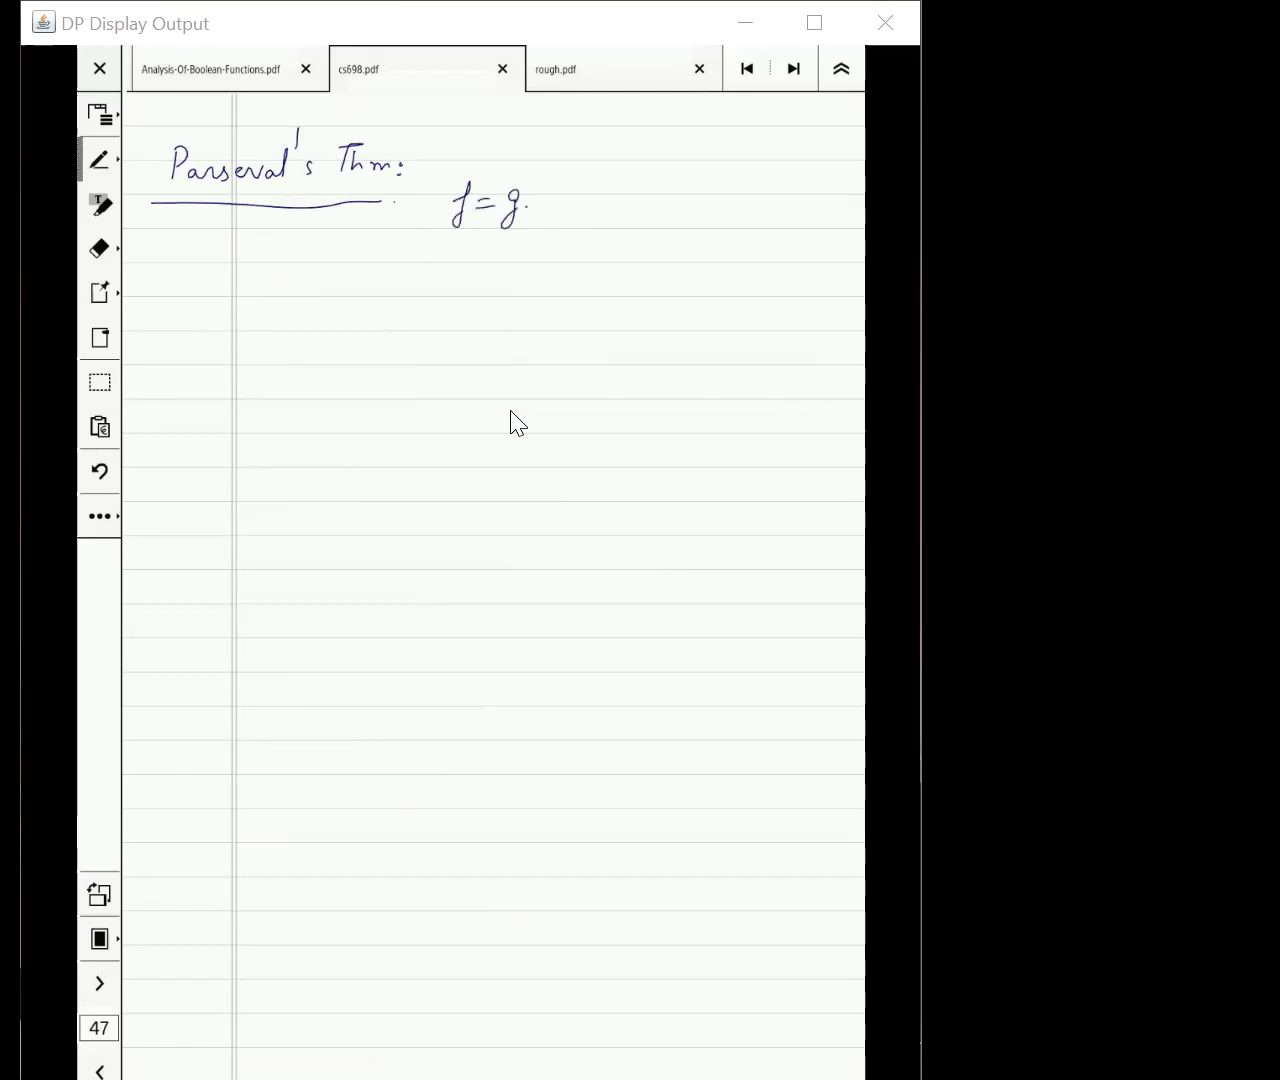 DP Display Output
Analysis-Of-Boolean-Functions.pdf
cs698.pdf
rough.pdf
Parseval's Thm:
f = g.
47